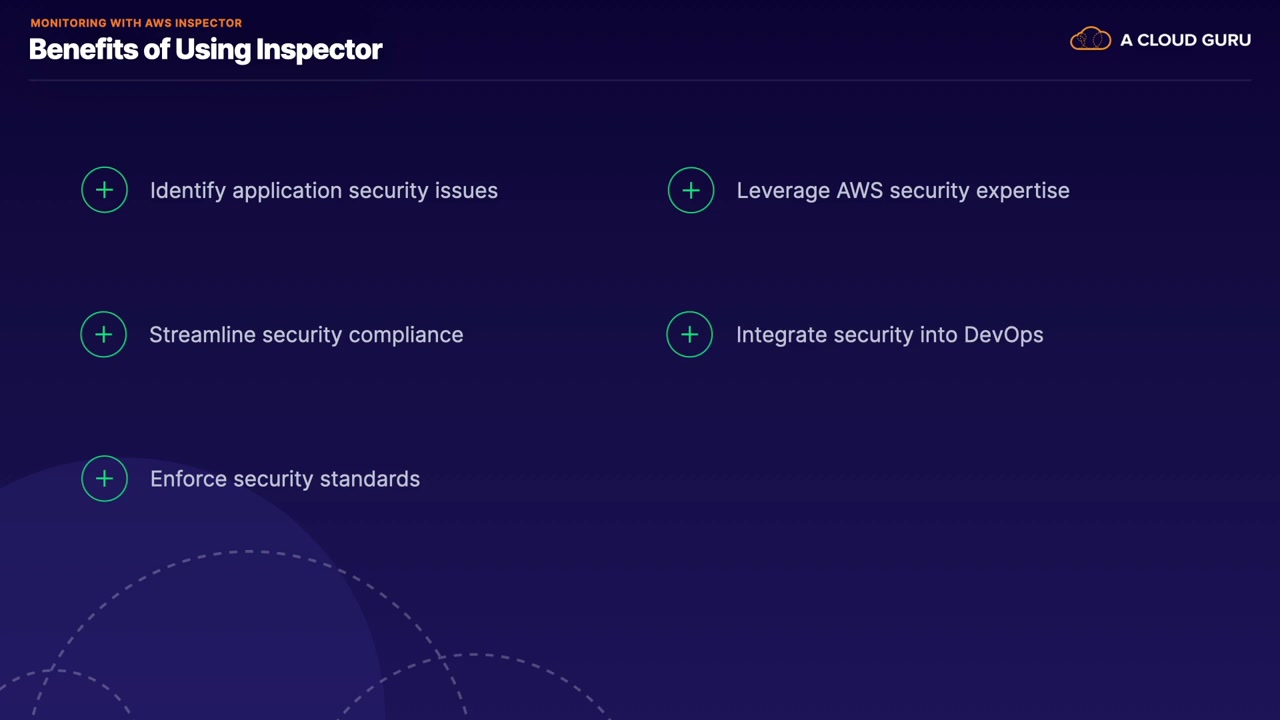 MONITORING WITH AWS INSPECTOR
Benefits of Using Inspector
A CLOUD GURU
Identify application security issues
Leverage AWS security expertise
Streamline security compliance
Integrate security into DevOps
Enforce security standards